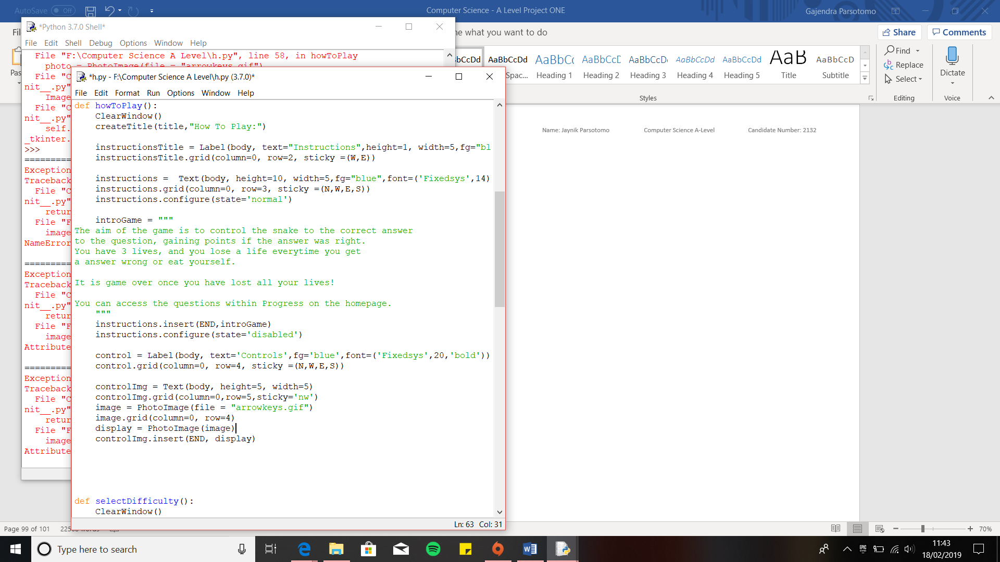 AutoSave Off
Computer Science - A Level Project ONE
Gajendra Parsotomo
*Python 3.7.0 Shell*
me what you want to do
Share
Comments
File Edit Shell Debug Options Window Help
File "F:\Computer Science A Level\h.py", line 58, in howToPlay
photo = PhotoImage(file = "arrowkeys.gif")
File "C
nit__.py"
Image
File "C
nit__.py"
self.
_tkinter.
>>>
==========
Exception
Traceback
File "C
nit__.py"
retur
File "F
image
NameError
==========
Exception
Traceback
File "C
nit__.py"
retur
File "F
image
Attribute
==========
Exception
Traceback
File "C
nit__.py"
retur
File "F
image
Attribute
*h.py - F:\Computer Science A Level\h.py (3.7.0)*
File Edit Format Run Options Window Help
def howToPlay():
    ClearWindow()
    createTitle(title,"How To Play:")
    instructionsTitle = Label(body, text="Instructions",height=1, width=5,fg="bl
    instructionsTitle.grid(column=0, row=2, sticky =(W,E))
    instructions =  Text(body, height=10, width=5,fg="blue",font=('Fixedsys',14)
    instructions.grid(column=0, row=3, sticky =(N,W,E,S))
    instructions.configure(state='normal')
    introGame = """
The aim of the game is to control the snake to the correct answer
to the question, gaining points if the answer was right.
You have 3 lives, and you lose a life everytime you get
a answer wrong or eat yourself.
It is game over once you have lost all your lives!
You can access the questions within Progress on the homepage.
    """
    instructions.insert(END,introGame)
    instructions.configure(state='disabled')
    control = Label(body, text='Controls',fg='blue',font=('Fixedsys',20,'bold'))
    control.grid(column=0, row=4, sticky =(N,W,E,S))
    controlImg = Text(body, height=5, width=5)
    controlImg.grid(column=0,row=5,sticky='nw')
    image = PhotoImage(file = "arrowkeys.gif")
    image.grid(column=0, row=4)
    display = PhotoImage(image)
    controlImg.insert(END, display)
def selectDifficulty():
    ClearWindow()
Ln: 63 Col: 31
Fil
Pas
bCcDd AaBbCcDd AaBbC AaBbCcE AaBbCcD AaBbCcDd AaBbCcDd AaB AaBbCcD
Spac... Heading 1 Heading 2 Heading 3 Heading 4 Heading 5 Title Subtitle
Styles
Find
Replace
Select
Editing
Dictate
Voice
Name: Jaynik Parsotomo Computer Science A-Level Candidate Number: 2132
Page 99 of 101
70%
Type here to search
EPIC GAMES
11:43
18/02/2019